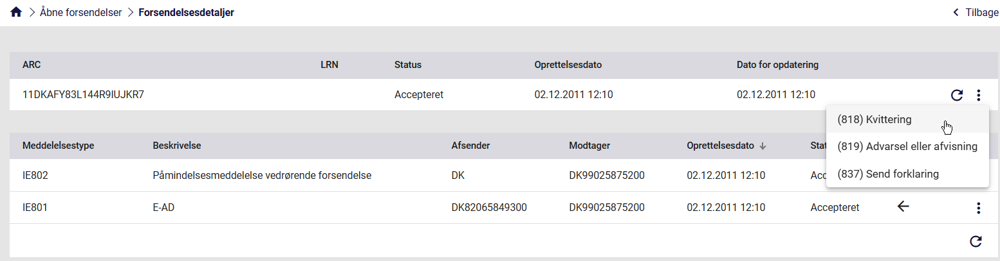 Åbne forsendelser Forsendelsesdetaljer Tilbage
ARC LRN Status Oprettelsesdato Dato for opdatering
11DKAFY83L144R9IUJKR7 Accepteret 02.12.2011 12:10 02.12.2011 12:10
(818) Kvittering
(819) Advarsel eller afvisning
(837) Send forklaring
Meddelelsestype Beskrivelse Afsender Modtager Oprettelsesdato
IE802 Påmindelsesmeddelelse vedrørende forsendelse DK DK99025875200 02.12.2011 12:10
IE801 E-AD DK82065849300 DK99025875200 02.12.2011 12:10 Accepteret